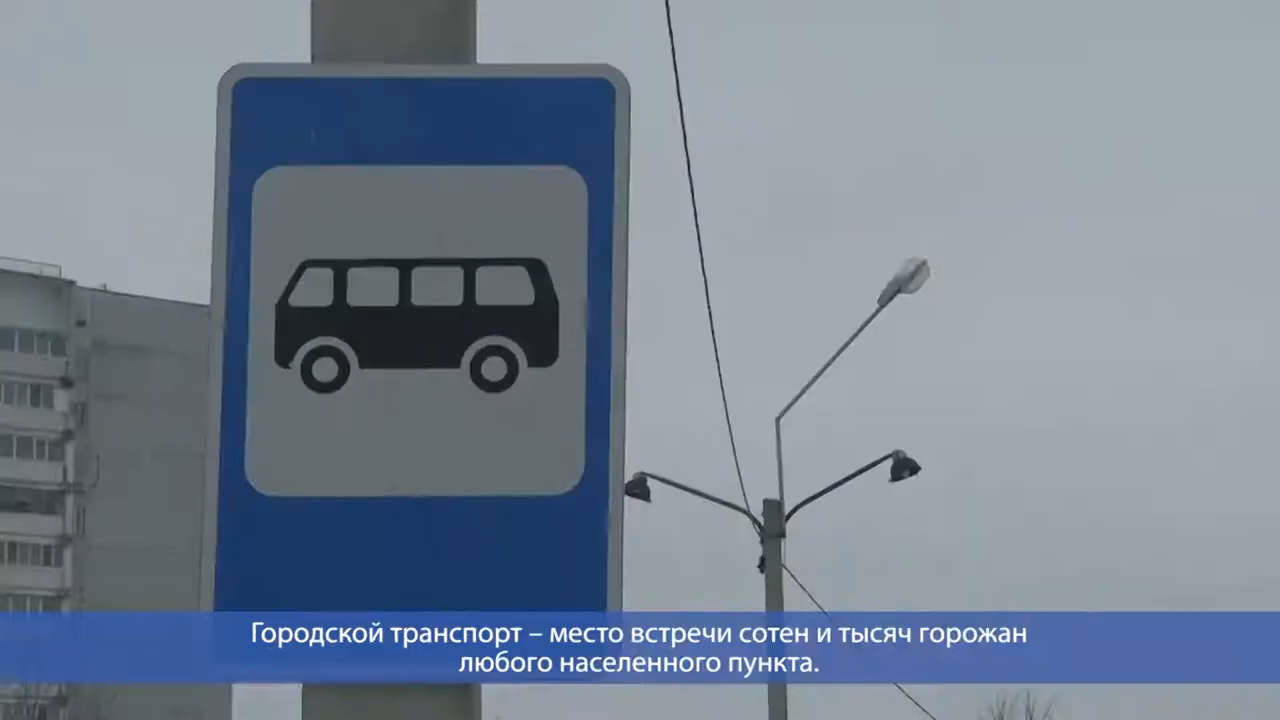 Городской транспорт – место встречи сотен и тысяч горожан
любого населенного пункта.